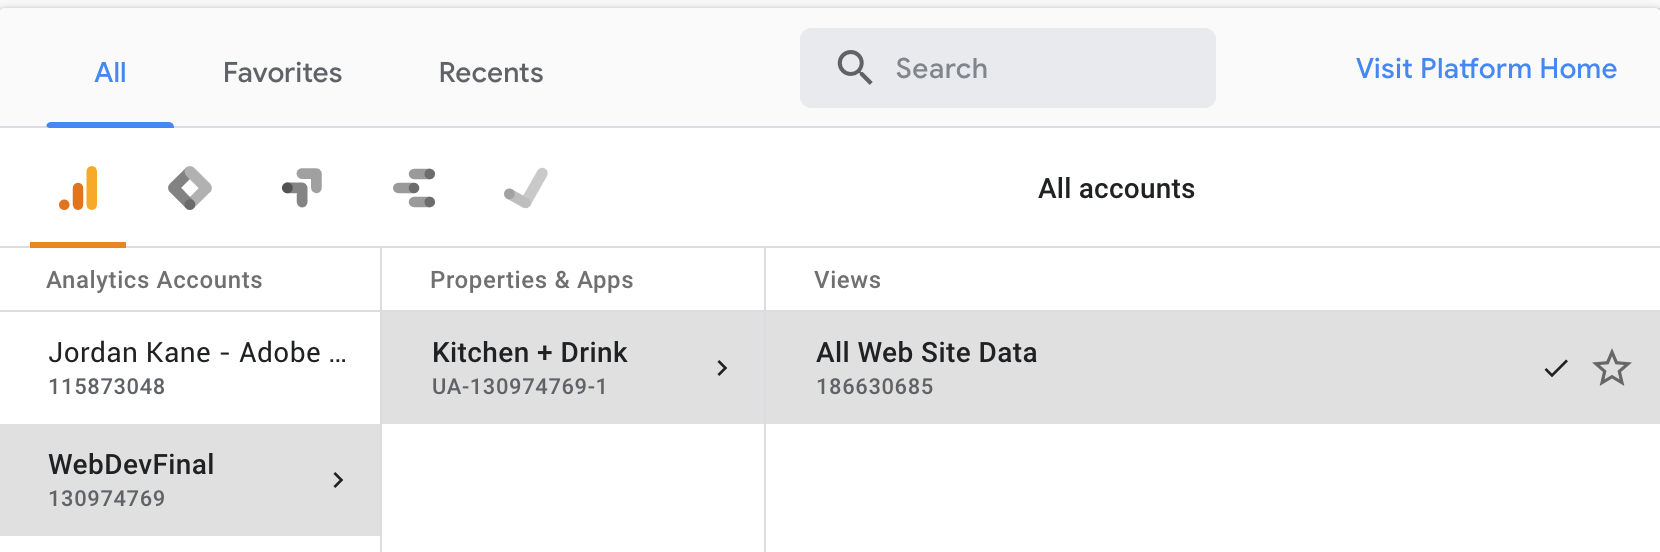 All
Favorites
Recents
Search
Visit Platform Home
All accounts
Analytics Accounts
Properties & Apps
Views
Jordan Kane - Adobe ...
115873048
Kitchen + Drink
UA-130974769-1
All Web Site Data
186630685
WebDevFinal
130974769